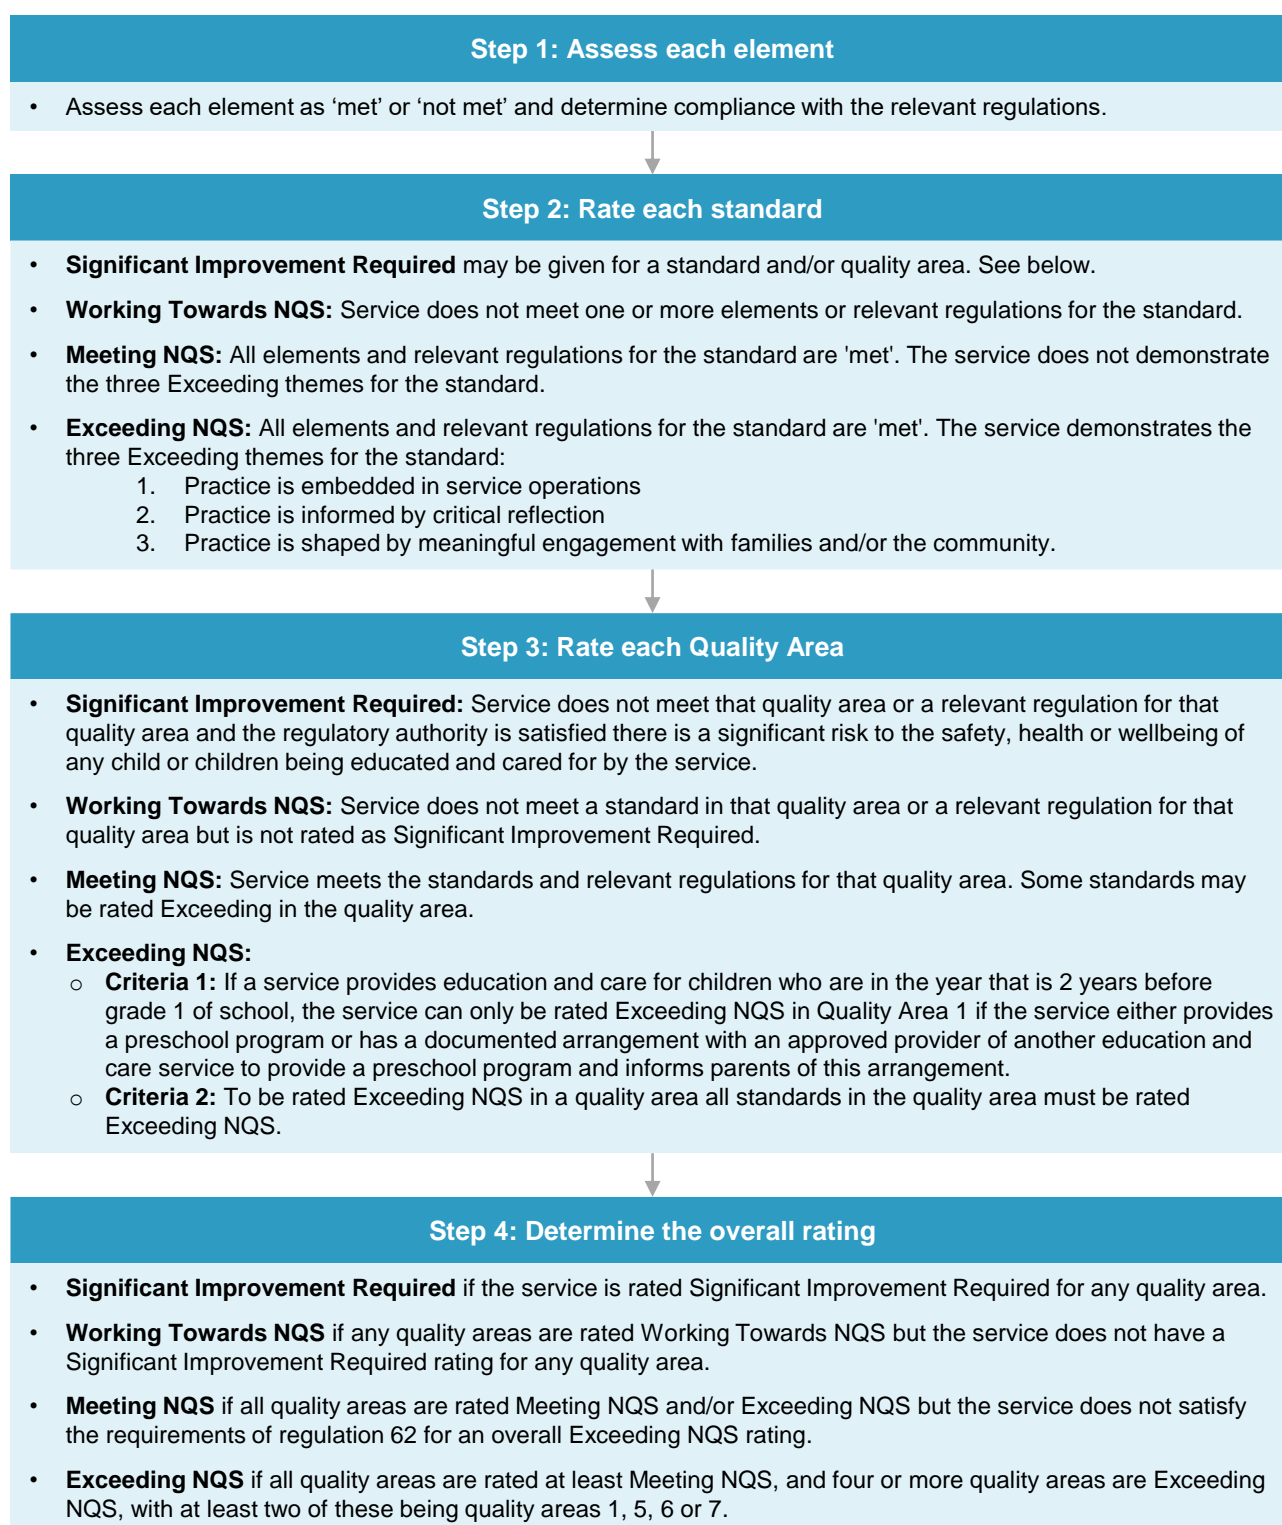 Step 1: Assess each element
• Assess each element as ‘met’ or ‘not met’ and determine compliance with the relevant regulations.
Step 2: Rate each standard
• Significant Improvement Required may be given for a standard and/or quality area. See below.
• Working Towards NQS: Service does not meet one or more elements or relevant regulations for the standard.
• Meeting NQS: All elements and relevant regulations for the standard are 'met'. The service does not demonstrate
the three Exceeding themes for the standard.
• Exceeding NQS: All elements and relevant regulations for the standard are 'met'. The service demonstrates the
three Exceeding themes for the standard:
1. Practice is embedded in service operations
2. Practice is informed by critical reflection
3. Practice is shaped by meaningful engagement with families and/or the community.
Step 3: Rate each Quality Area
• Significant Improvement Required: Service does not meet that quality area or a relevant regulation for that
quality area and the regulatory authority is satisfied there is a significant risk to the safety, health or wellbeing of
any child or children being educated and cared for by the service.
• Working Towards NQS: Service does not meet a standard in that quality area or a relevant regulation for that
quality area but is not rated as Significant Improvement Required.
• Meeting NQS: Service meets the standards and relevant regulations for that quality area. Some standards may
be rated Exceeding in the quality area.
• Exceeding NQS:
o Criteria 1: If a service provides education and care for children who are in the year that is 2 years before
grade 1 of school, the service can only be rated Exceeding NQS in Quality Area 1 if the service either provides
a preschool program or has a documented arrangement with an approved provider of another education and
care service to provide a preschool program and informs parents of this arrangement.
o Criteria 2: To be rated Exceeding NQS in a quality area all standards in the quality area must be rated
Exceeding NQS.
Step 4: Determine the overall rating
• Significant Improvement Required if the service is rated Significant Improvement Required for any quality area.
• Working Towards NQS if any quality areas are rated Working Towards NQS but the service does not have a
Significant Improvement Required rating for any quality area.
• Meeting NQS if all quality areas are rated Meeting NQS and/or Exceeding NQS but the service does not satisfy
the requirements of regulation 62 for an overall Exceeding NQS rating.
• Exceeding NQS if all quality areas are rated at least Meeting NQS, and four or more quality areas are Exceeding
NQS, with at least two of these being quality areas 1, 5, 6 or 7.